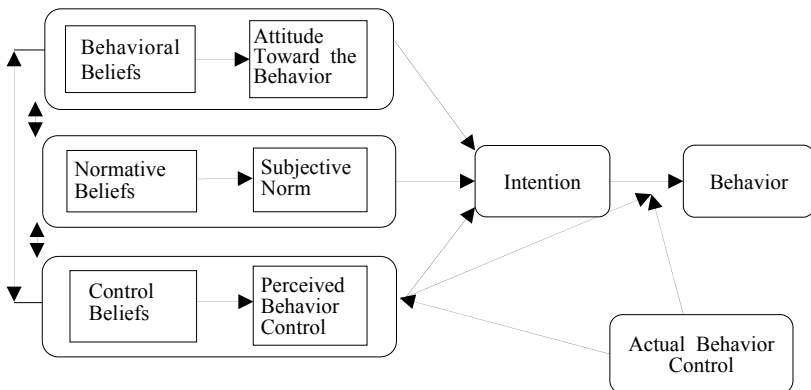 Behavioral
Beliefs
Attitude
Toward the
Behavior
Normative
Beliefs
Subjective
Norm
Intention
Behavior
Control
Beliefs
Perceived
Behavior
Control
Actual Behavior
Control